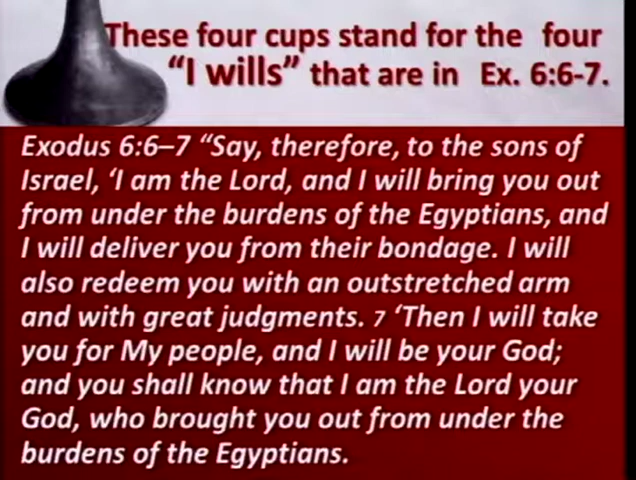 These four cups stand for the four
“I wills” that are in Ex. 6:6-7.
Exodus 6:6–7 “Say, therefore, to the sons of
Israel, ‘I am the Lord, and I will bring you out
from under the burdens of the Egyptians, and
I will deliver you from their bondage. I will
also redeem you with an outstretched arm
and with great judgments. 7 ‘Then I will take
you for My people, and I will be your God;
and you shall know that I am the Lord your
God, who brought you out from under the
burdens of the Egyptians.